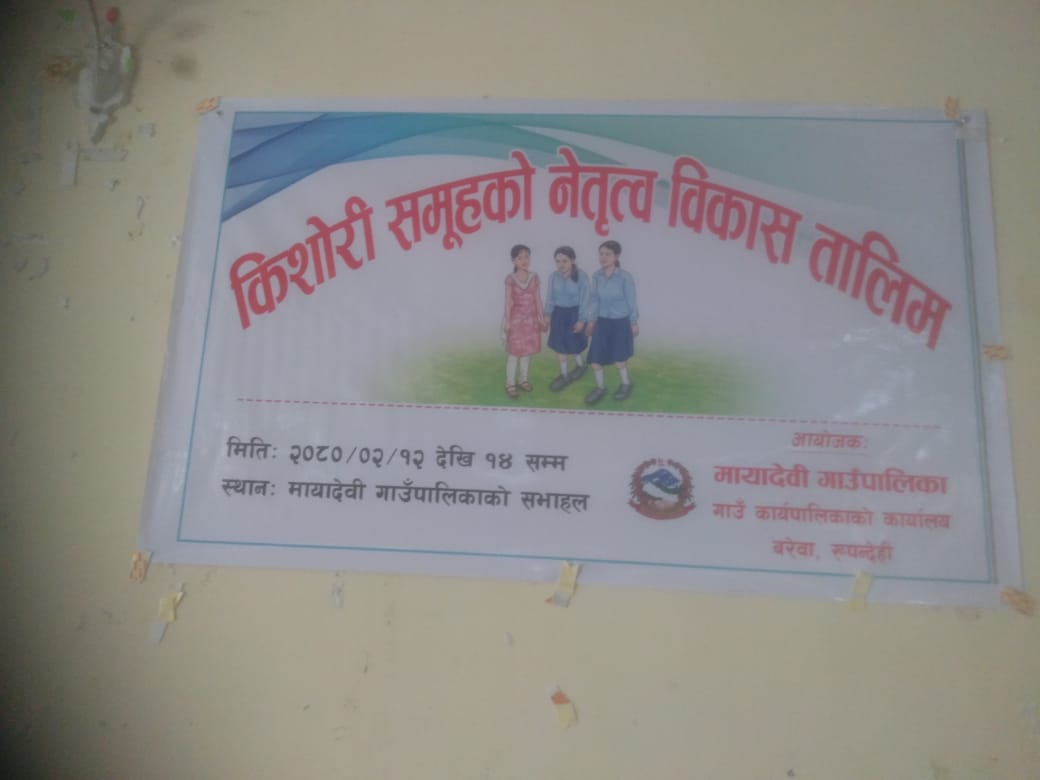 किशोरी समूहको नेतृत्व विकास तालिम
मिति: २०८०/०२/१२ देखि १४ सम्म
स्थान: मायादेवी गाउँपालिकाको सभाहल
आयोजक:
मायादेवी गाउँपालिका
गाउँ कार्यपालिकाको कार्यालय
बरेवा, रूपन्देही